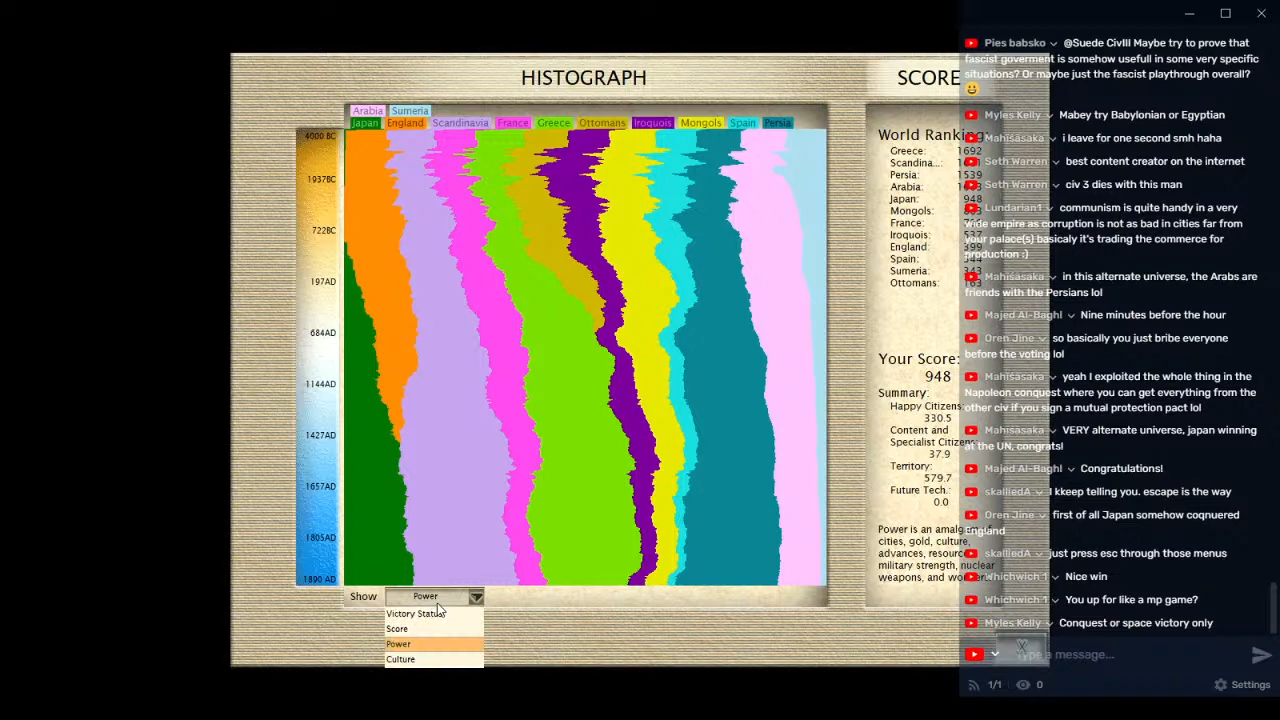 HISTOGRAPH
SCORE
Arabia Sumeria
Japan England Scandinavia France Greece Ottomans Iroquois Mongols Spain Persia
4000 BC
1937BC
722BC
197AD
684AD
1144AD
1427AD
1657AD
1805AD
1890 AD
Show Power
Victory Status
Score
Power
Culture
World Ranking
Greece: 1692
Scandina...:
Persia: 1539
Arabia:
Japan: 948
Mongols:
France:
Iroquois: 537
England: 399
Spain:
Sumeria: 343
Ottomans: 163
Your Score:
948
Summary:
Happy Citizens:
330.5
Content and
Specialist Citizens:
37.9
Territory:
579.7
Future Tech.:
0.0
Power is an amalgam of
cities, gold, culture,
advances, resources,
military strength, nuclear
weapons, and wonders.
Pies babsko @Suede CivIII Maybe try to prove that
fascist goverment is somehow usefull in some very specific
situations? Or maybe just the fascist playthrough overall?
😃
Myles Kelly Do Sumeria or Egyptian
Mahisasaka i leave for one second haha
Seth Warren best content creator on the internet
Seth Warren civ 3 dies with this man
Lundarian1 communism is quite handy in a very
wide empire as corruption is not as bad in cities far from
your palace(s) basicaly it's trading the commerce for
production :)
Mahisasaka in this alternate universe, the Arabs are
friends with the Persians lol
Majed Al-Baghl Nine minutes before the hour
Oren Jine so basically you just bribe everyone
before the voting lol
Mahisasaka yeah I exploited the whole thing in the
Napoleon conquest where you can get everything from the
other civ if you sign a mutual protection pact lol
Mahisasaka VERY alternate universe, japan winning
at the UN, congrats!
Majed Al-Baghl Congratulations!
skalliedA I kkeep telling you. escape is the way
Oren Jine first of all Japan somehow coqnuered
England
skalliedA just press esc through those menus
Whichwich 1 Nice win
Whichwich 1 You up for like a mp game?
Myles Kelly Conquest or space victory only
Type a message...
1/1 0 Settings